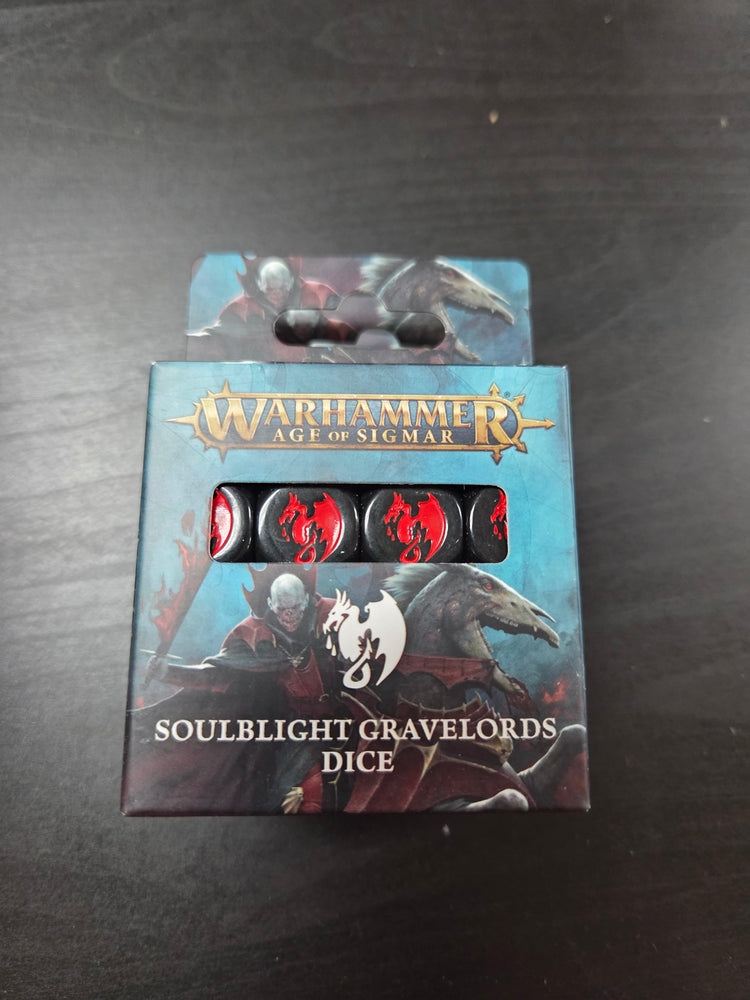 WARHAMMER
AGE OF SIGMAR
SOULBLIGHT GRAVELORDS
DICE